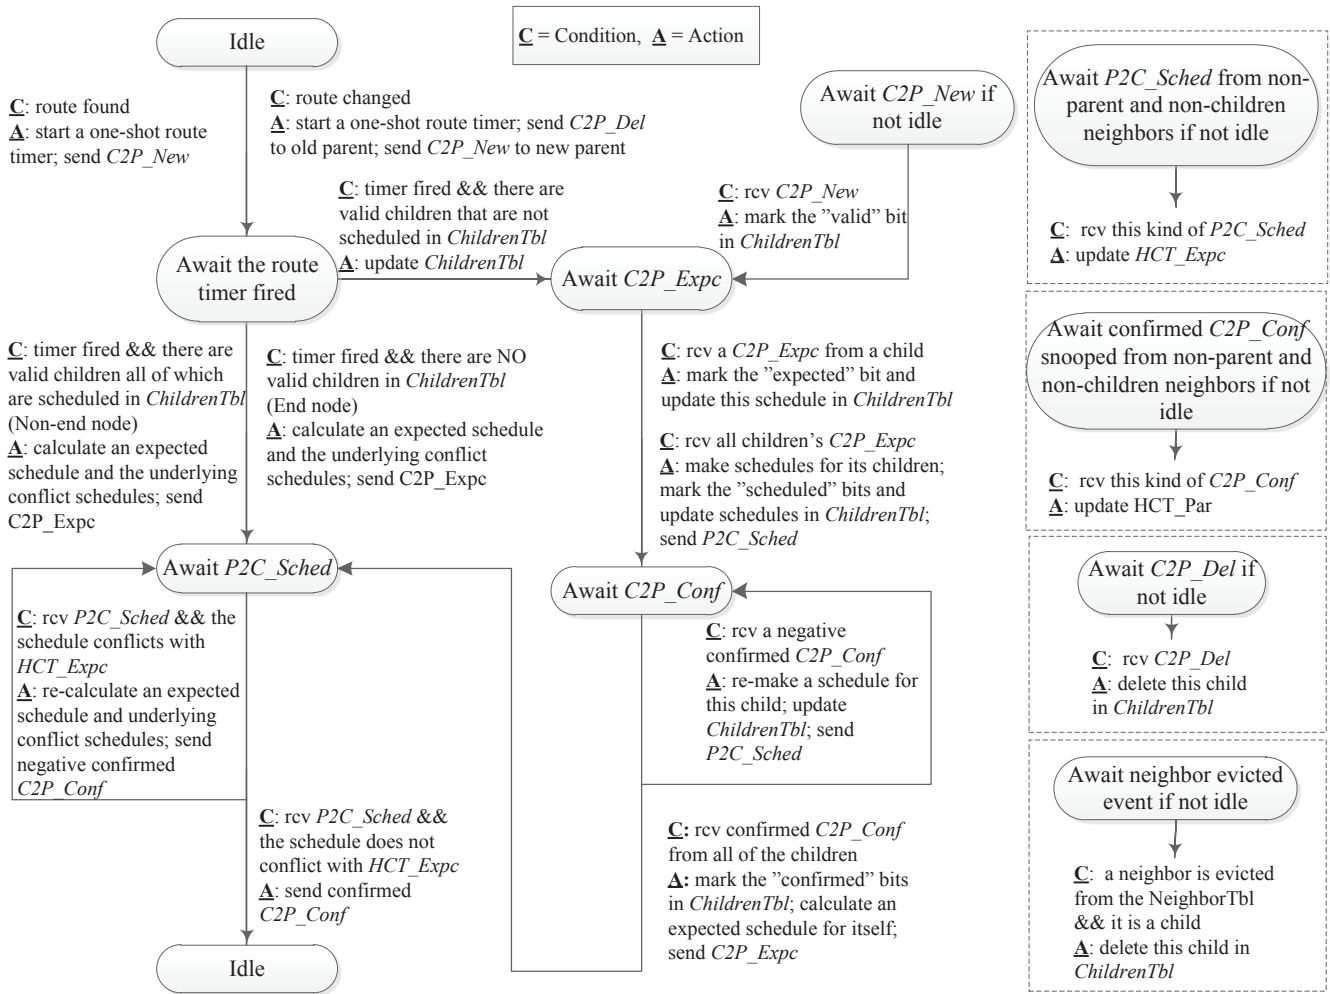 Idle
C = Condition, A = Action
C: route found
A: start a one-shot route
timer; send C2P_New
C: route changed
A: start a one-shot route timer; send C2P_Del
to old parent; send C2P_New to new parent
Await C2P_New if
not idle
C: rcv C2P_New
A: mark the ”valid” bit
in ChildrenTbl
C: timer fired && there are
valid children that are not
scheduled in ChildrenTbl
A: update ChildrenTbl
Await the route
timer fired
Await C2P_Expc
C: timer fired && there are
valid children all of which
are scheduled in ChildrenTbl
(Non-end node)
A: calculate an expected
schedule and the underlying
conflict schedules; send
C2P_Expc
C: timer fired && there are NO
valid children in ChildrenTbl
(End node)
A: calculate an expected schedule
and the underlying conflict
schedules; send C2P_Expc
C: rcv a C2P_Expc from a child
A: mark the ”expected” bit and
update this schedule in ChildrenTbl
C: rcv all children’s C2P_Expc
A: make schedules for its children;
mark the ”scheduled” bits and
update schedules in ChildrenTbl;
send P2C_Sched
Await P2C_Sched
Await C2P_Conf
C: rcv P2C_Sched && the
schedule conflicts with
HCT_Expc
A: re-calculate an expected
schedule and underlying
conflict schedules; send
negative confirmed
C2P_Conf
C: rcv a negative
confirmed C2P_Conf
A: re-make a schedule for
this child; update
ChildrenTbl; send
P2C_Sched
C: rcv P2C_Sched &&
the schedule does not
conflict with HCT_Expc
A: send confirmed
C2P_Conf
C: rcv confirmed C2P_Conf
from all of the children
A: mark the ”confirmed” bits
in ChildrenTbl; calculate an
expected schedule for itself;
send C2P_Expc
Idle
Await P2C_Sched from non-
parent and non-children
neighbors if not idle
C: rcv this kind of P2C_Sched
A: update HCT_Expc
Await confirmed C2P_Conf
snooped from non-parent and
non-children neighbors if not
idle
C: rcv this kind of C2P_Conf
A: update HCT_Par
Await C2P_Del if
not idle
C: rcv C2P_Del
A: delete this child
in ChildrenTbl
Await neighbor evicted
event if not idle
C: a neighbor is evicted
from the NeighborTbl
&& it is a child
A: delete this child in
ChildrenTbl